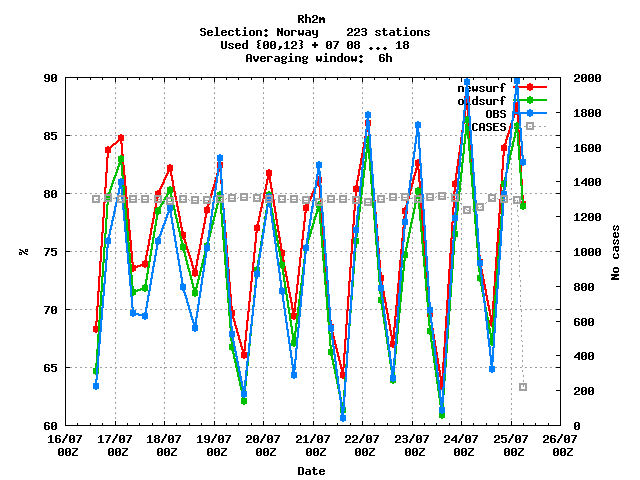 Rh2m
Selection: Norway    223 stations
Used {00,12} + 07 08 ... 18
Averaging window:  6h
newsurf
oldsurf
OBS
CASES
90
85
80
75
70
65
60
%
2000
1800
1600
1400
1200
1000
800
600
400
200
0
No cases
16/07 17/07 18/07 19/07 20/07 21/07 22/07 23/07 24/07 25/07 26/07
00Z 00Z 00Z 00Z 00Z 00Z 00Z 00Z 00Z 00Z 00Z
Date